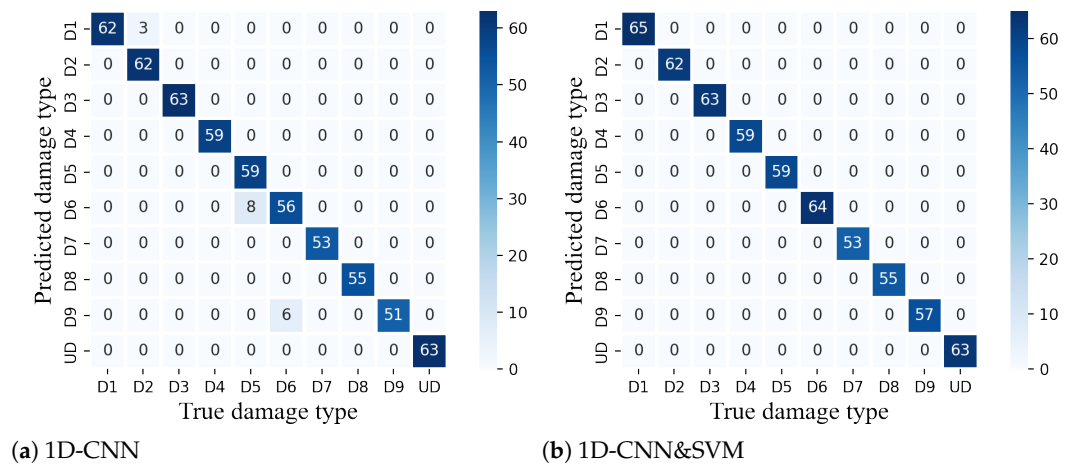 D1 62 3 0 0 0 0 0 0 0 0
D2 0 62 0 0 0 0 0 0 0 0
D3 0 0 63 0 0 0 0 0 0 0
D4 0 0 0 59 0 0 0 0 0 0
D5 0 0 0 0 59 0 0 0 0 0
D6 0 0 0 0 8 56 0 0 0 0
D7 0 0 0 0 0 0 53 0 0 0
D8 0 0 0 0 0 0 0 55 0 0
D9 0 0 0 0 0 6 0 0 51 0
UD 0 0 0 0 0 0 0 0 0 63
D1 D2 D3 D4 D5 D6 D7 D8 D9 UD
Predicted damage type
True damage type
60
50
40
30
20
10
0
(a) 1D-CNN
D1 65 0 0 0 0 0 0 0 0 0
D2 0 62 0 0 0 0 0 0 0 0
D3 0 0 63 0 0 0 0 0 0 0
D4 0 0 0 59 0 0 0 0 0 0
D5 0 0 0 0 59 0 0 0 0 0
D6 0 0 0 0 0 64 0 0 0 0
D7 0 0 0 0 0 0 53 0 0 0
D8 0 0 0 0 0 0 0 55 0 0
D9 0 0 0 0 0 0 0 0 57 0
UD 0 0 0 0 0 0 0 0 0 63
D1 D2 D3 D4 D5 D6 D7 D8 D9 UD
Predicted damage type
True damage type
60
50
40
30
20
10
0
(b) 1D-CNN&SVM